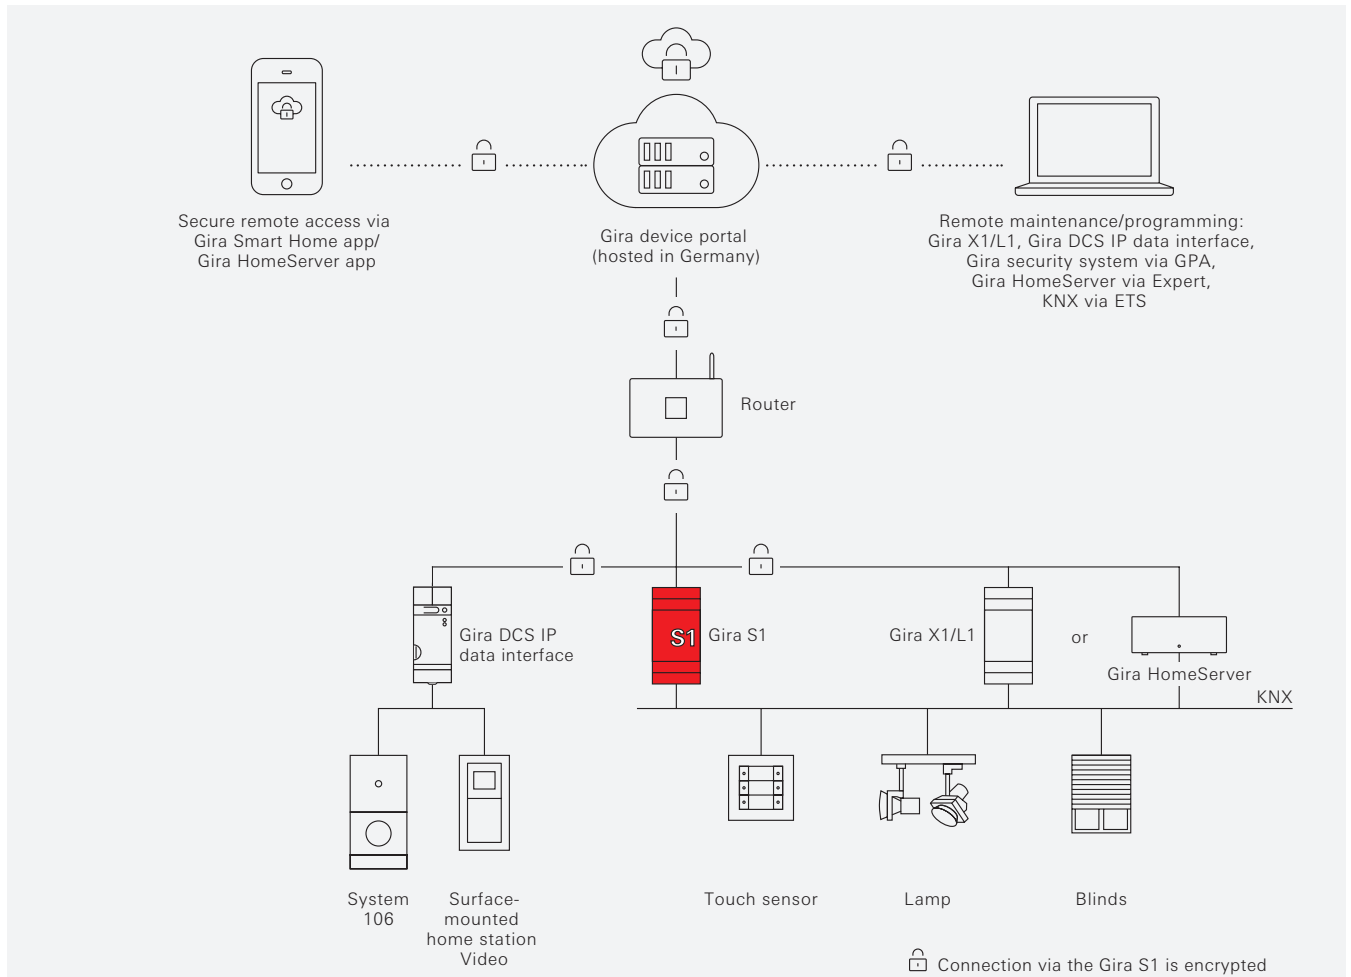 Secure remote access via
Gira Smart Home app/
Gira HomeServer app
Gira device portal
(hosted in Germany)
Remote maintenance/programming:
Gira X1/L1, Gira DCS IP data interface,
Gira security system via GPA,
Gira HomeServer via Expert,
KNX via ETS
Router
Gira DCS IP
data interface
S1
Gira S1
Gira X1/L1
or
Gira HomeServer
KNX
System
106
Surface-
mounted
home station
Video
Touch sensor
Lamp
Blinds
Connection via the Gira S1 is encrypted